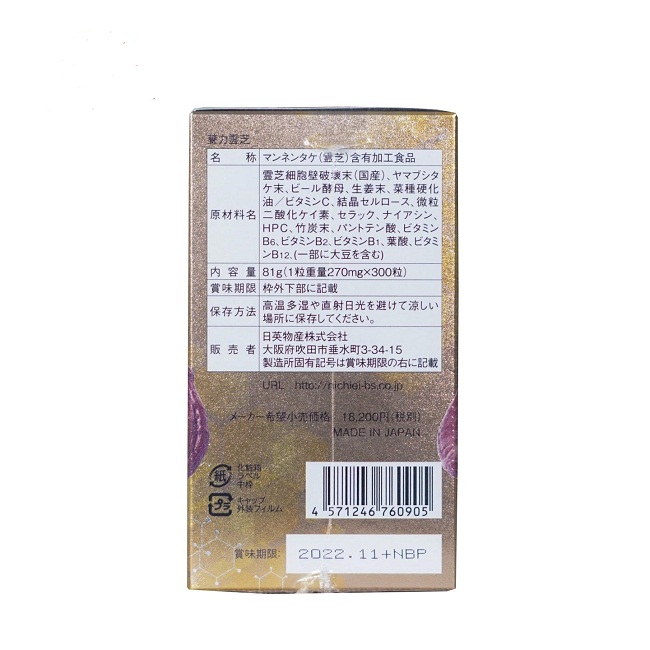 菱力霊芝
名称 マンネンタケ(霊芝)含有加工食品
原材料名 霊芝細胞壁破壊末(国産)、ヤマブシタ
ケ末、ビール酵母、生姜末、菜種硬化
油/ビタミンC、結晶セルロース、微粒
二酸化ケイ素、セラック、ナイアシン、
HPC、竹炭末、パントテン酸、ビタミン
B6、ビタミンB2、ビタミンB1、葉酸、ビタミ
ンB12、(一部に大豆を含む)
内容量 81g(1粒重量270mg×300粒)
賞味期限 枠外下部に記載
保存方法 高温多湿や直射日光を避けて涼しい
場所に保存してください。
販売者 日英物産株式会社
大阪府吹田市垂水町3-34-15
製造所固有記号は賞味期限の右に記載
URL http://nichiei-bs.co.jp
メーカー希望小売価格 18,200円(税別)
MADE IN JAPAN
紙 化粧箱
ラベル
中枠
プラ キャップ
外装フィルム
4 571246 760905
賞味期限: 2022.11+NBP